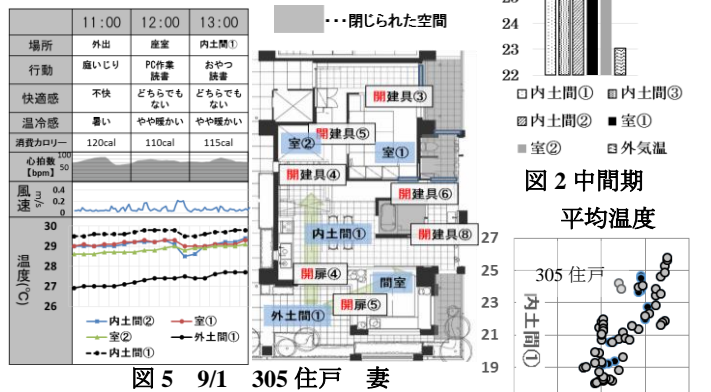 11:00 12:00 13:00
場所 外出 座室 内土間①
行動 庭いじり PC作業 読書 おやつ 読書
快適感 不快 どちらでもない どちらでもない
温冷感 暑い やや暖かい やや暖かい
消費カロリー 120cal 110cal 115cal
心拍数【bpm】 100 50
風速 m/s 0.4 0.2 0
温度(℃) 30 29 28 27 26
内土間② 室①
室② 外土間①
内土間①
・・・閉じられた空間
開建具③
開建具⑤
室② 室①
開建具④
開建具⑥
内土間① 開建具⑧
開扉④ 間室
開扉⑤
外土間①
図5 9/1 305住戸 妻
24
23
22
内土間① 内土間③
内土間② 室①
室② 外気温
図2中間期
平均温度
27
25
23
21
19
305住戸
内土間①